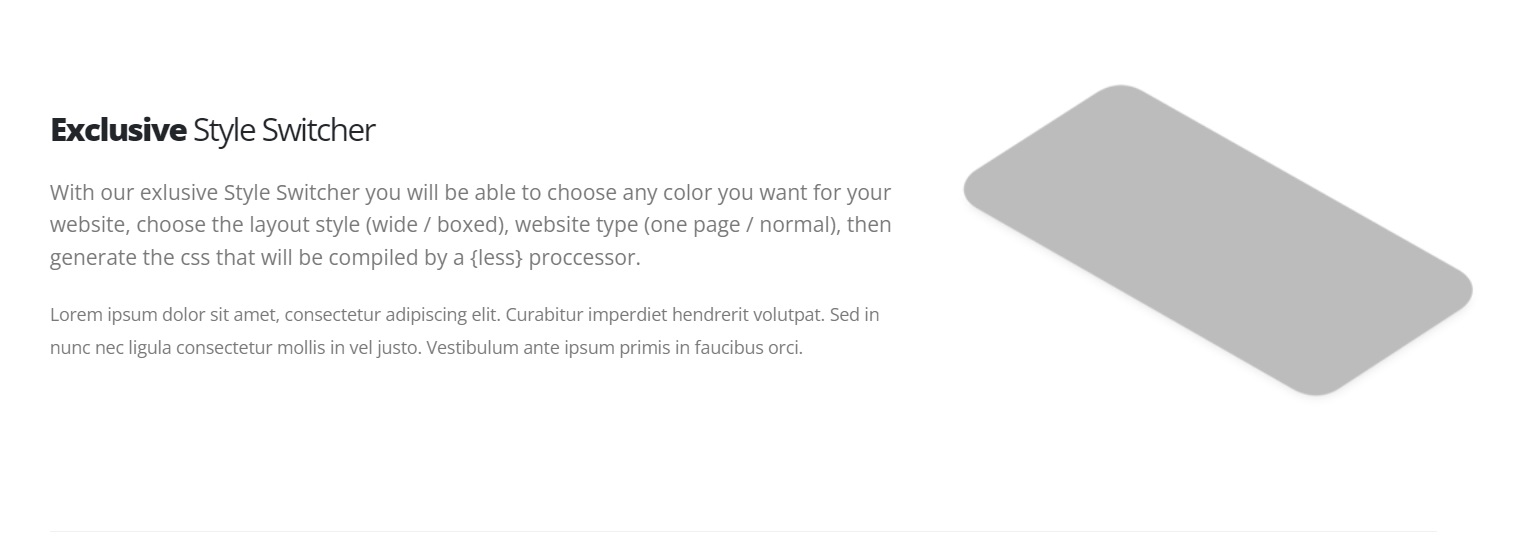 Exclusive Style Switcher
With our exlusive Style Switcher you will be able to choose any color you want for your
website, choose the layout style (wide / boxed), website type (one page / normal), then
generate the css that will be compiled by a {less} proccessor.
Lorem ipsum dolor sit amet, consectetur adipiscing elit. Curabitur imperdiet hendrerit volutpat. Sed in
nunc nec ligula consectetur mollis in vel justo. Vestibulum ante ipsum primis in faucibus orci.